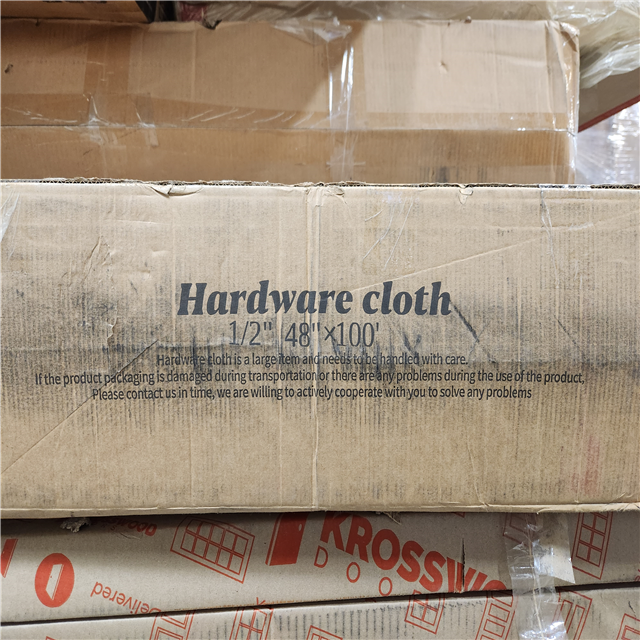 Hardware cloth
1/2" 48"×100'
Hardware cloth is a large item and needs to be handled with care.
If the product packaging is damaged during transportation or there are any problems during the use of the product,
Please contact us in time, we are willing to actively cooperate with you to solve any problems
KROSSW
DOO
Delivered